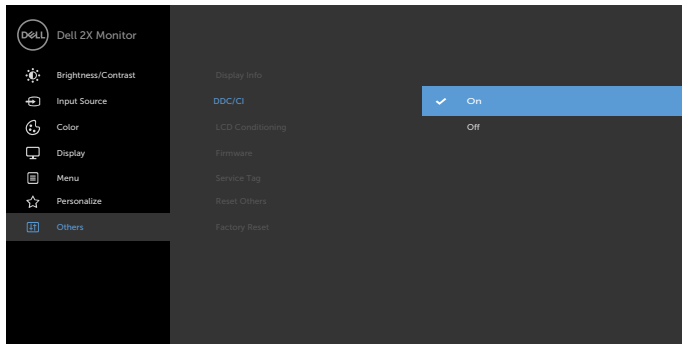 DELL Dell 2X Monitor
Brightness/Contrast
Display Info
Input Source
DDC/CI
On
Color
LCD Conditioning
Off
Display
Firmware
Menu
Service Tag
Personalize
Reset Others
Others
Factory Reset